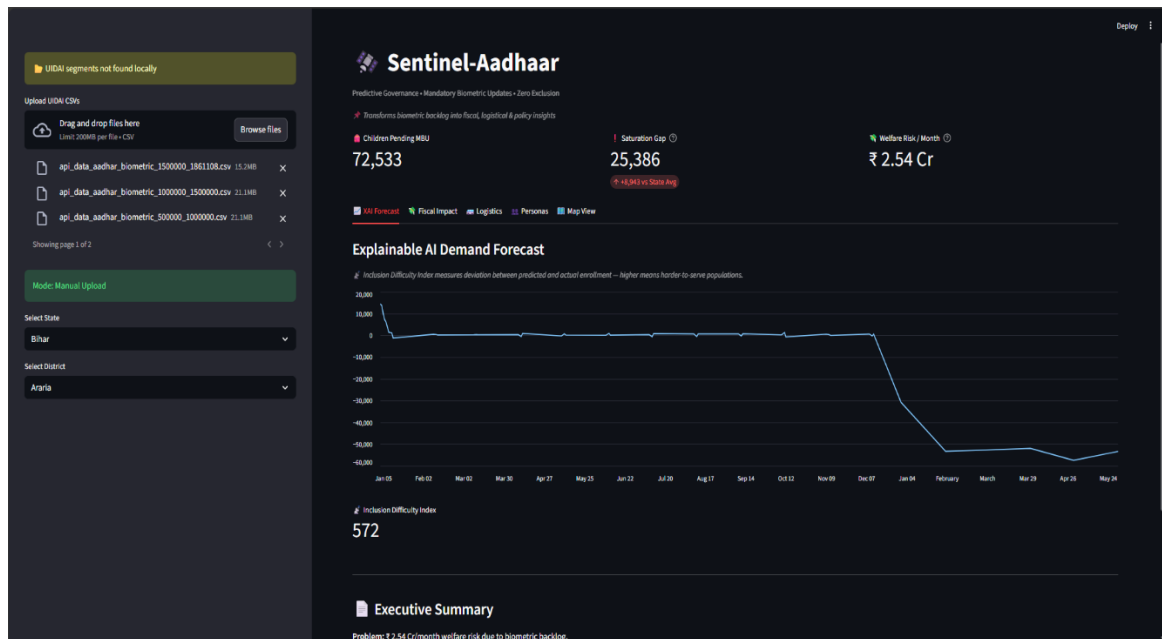 Deploy
UIDAI segments not found locally
Upload UIDAI CSVs
Drag and drop files here
Limit 200MB per file • CSV
Browse files
api_data_aadhar_biometric_1500000_1861108.csv 15.2MB
api_data_aadhar_biometric_1000000_1500000.csv 21.1MB
api_data_aadhar_biometric_500000_1000000.csv 21.1MB
Showing page 1 of 2
Mode: Manual Upload
Select State
Bihar
Select District
Araria
Sentinel-Aadhaar
Predictive Governance • Mandatory Biometric Updates • Zero Exclusion
Transforms biometric backlog into fiscal, logistical & policy insights
Children Pending MBU
72,533
Saturation Gap
25,386
↑ +8,943 vs State Avg
Welfare Risk / Month
₹ 2.54 Cr
XAI Forecast Fiscal Impact Logistics Personas Map View
Explainable AI Demand Forecast
Inclusion Difficulty Index measures deviation between predicted and actual enrollment — higher means harder-to-serve populations.
20,000
10,000
0
−10,000
−20,000
−30,000
−40,000
−50,000
−60,000
Jan 05 Feb 02 Mar 02 Mar 30 Apr 27 May 25 Jun 22 Jul 20 Aug 17 Sep 14 Oct 12 Nov 09 Dec 07 Jan 04 February March Mar 29 Apr 26 May 24
Inclusion Difficulty Index
572
Executive Summary
Problem: ₹ 2.54 Cr/month welfare risk due to biometric backlog.